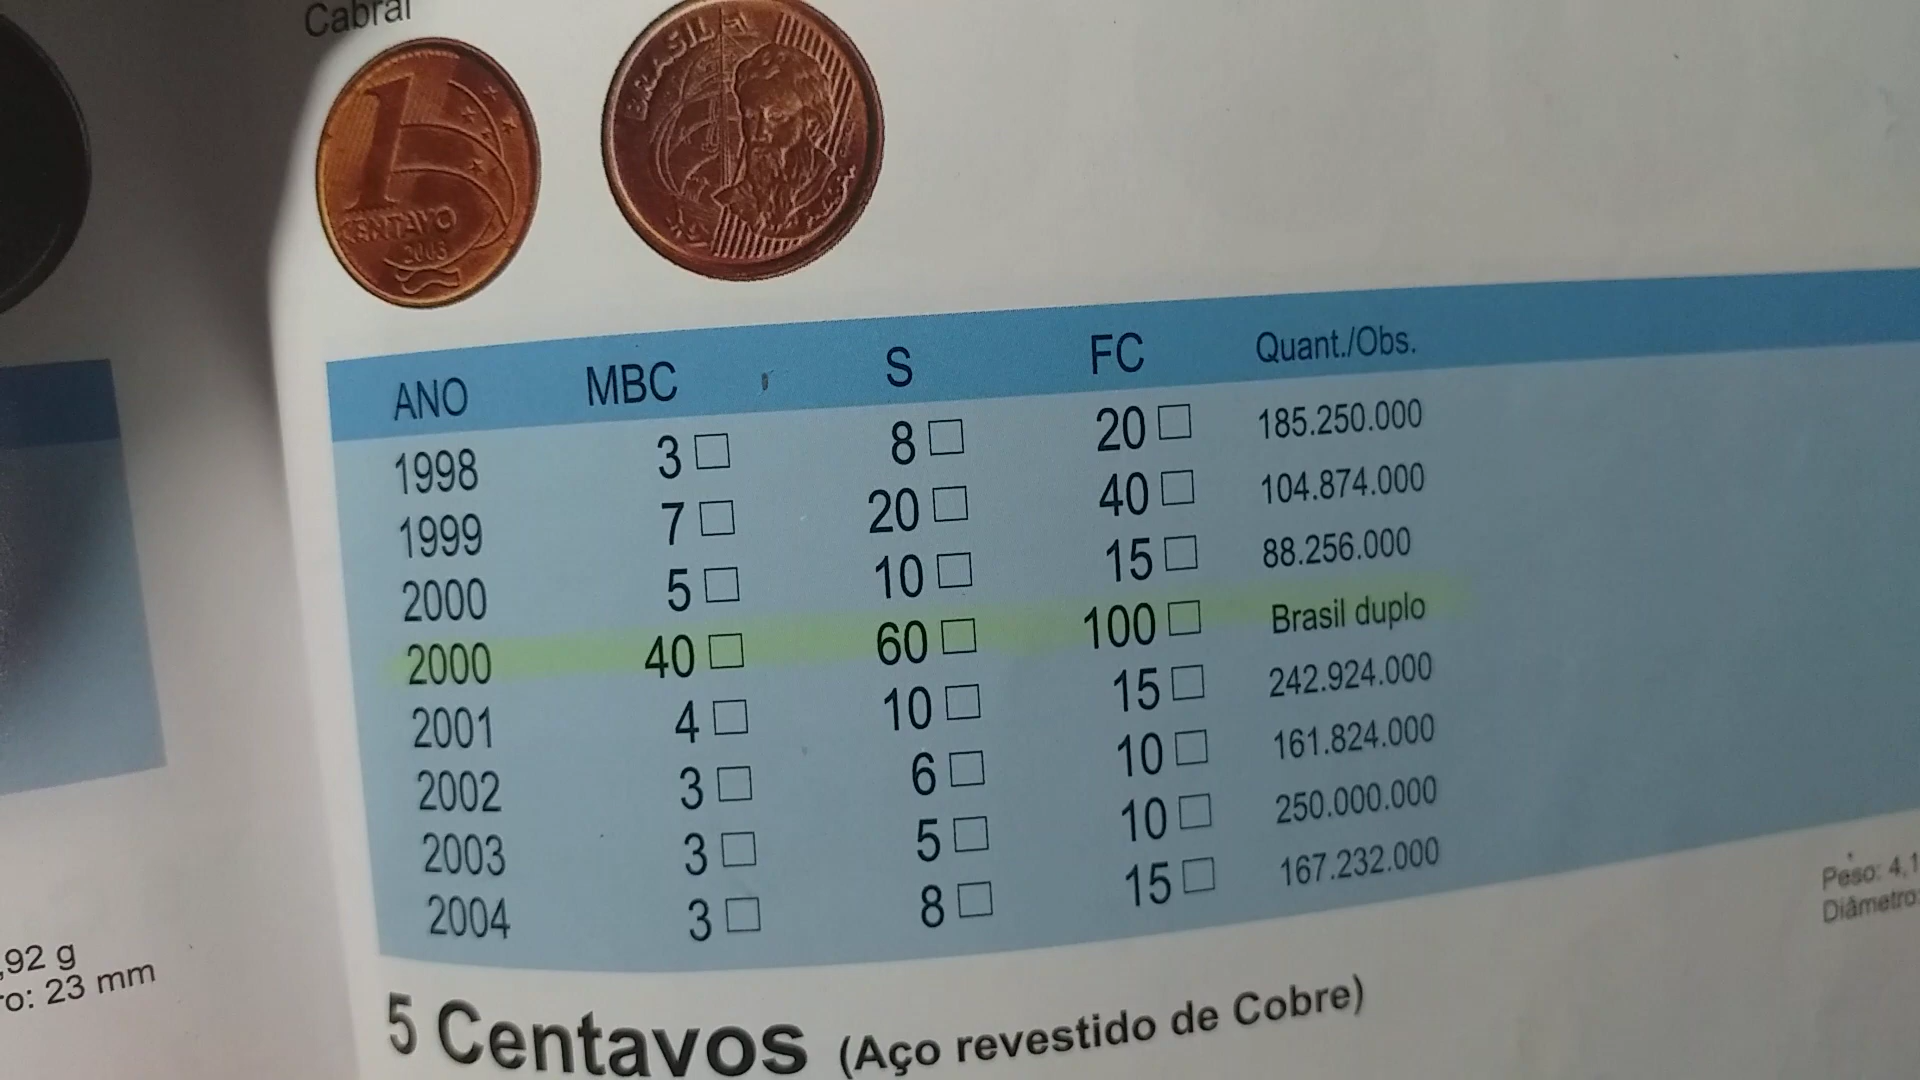 Cabral
1
CENTAVO
2003
BRASIL
ANO MBC S FC Quant./Obs.
1998 3 8 20 185.250.000
1999 7 20 40 104.874.000
2000 5 10 15 88.256.000
2000 40 60 100 Brasil duplo
2001 4 10 15 242.924.000
2002 3 6 10 161.824.000
2003 3 5 10 250.000.000
2004 3 8 15 167.232.000
,92 g
ro: 23 mm
Peso: 4,1
Diâmetro:
5 Centavos (Aço revestido de Cobre)